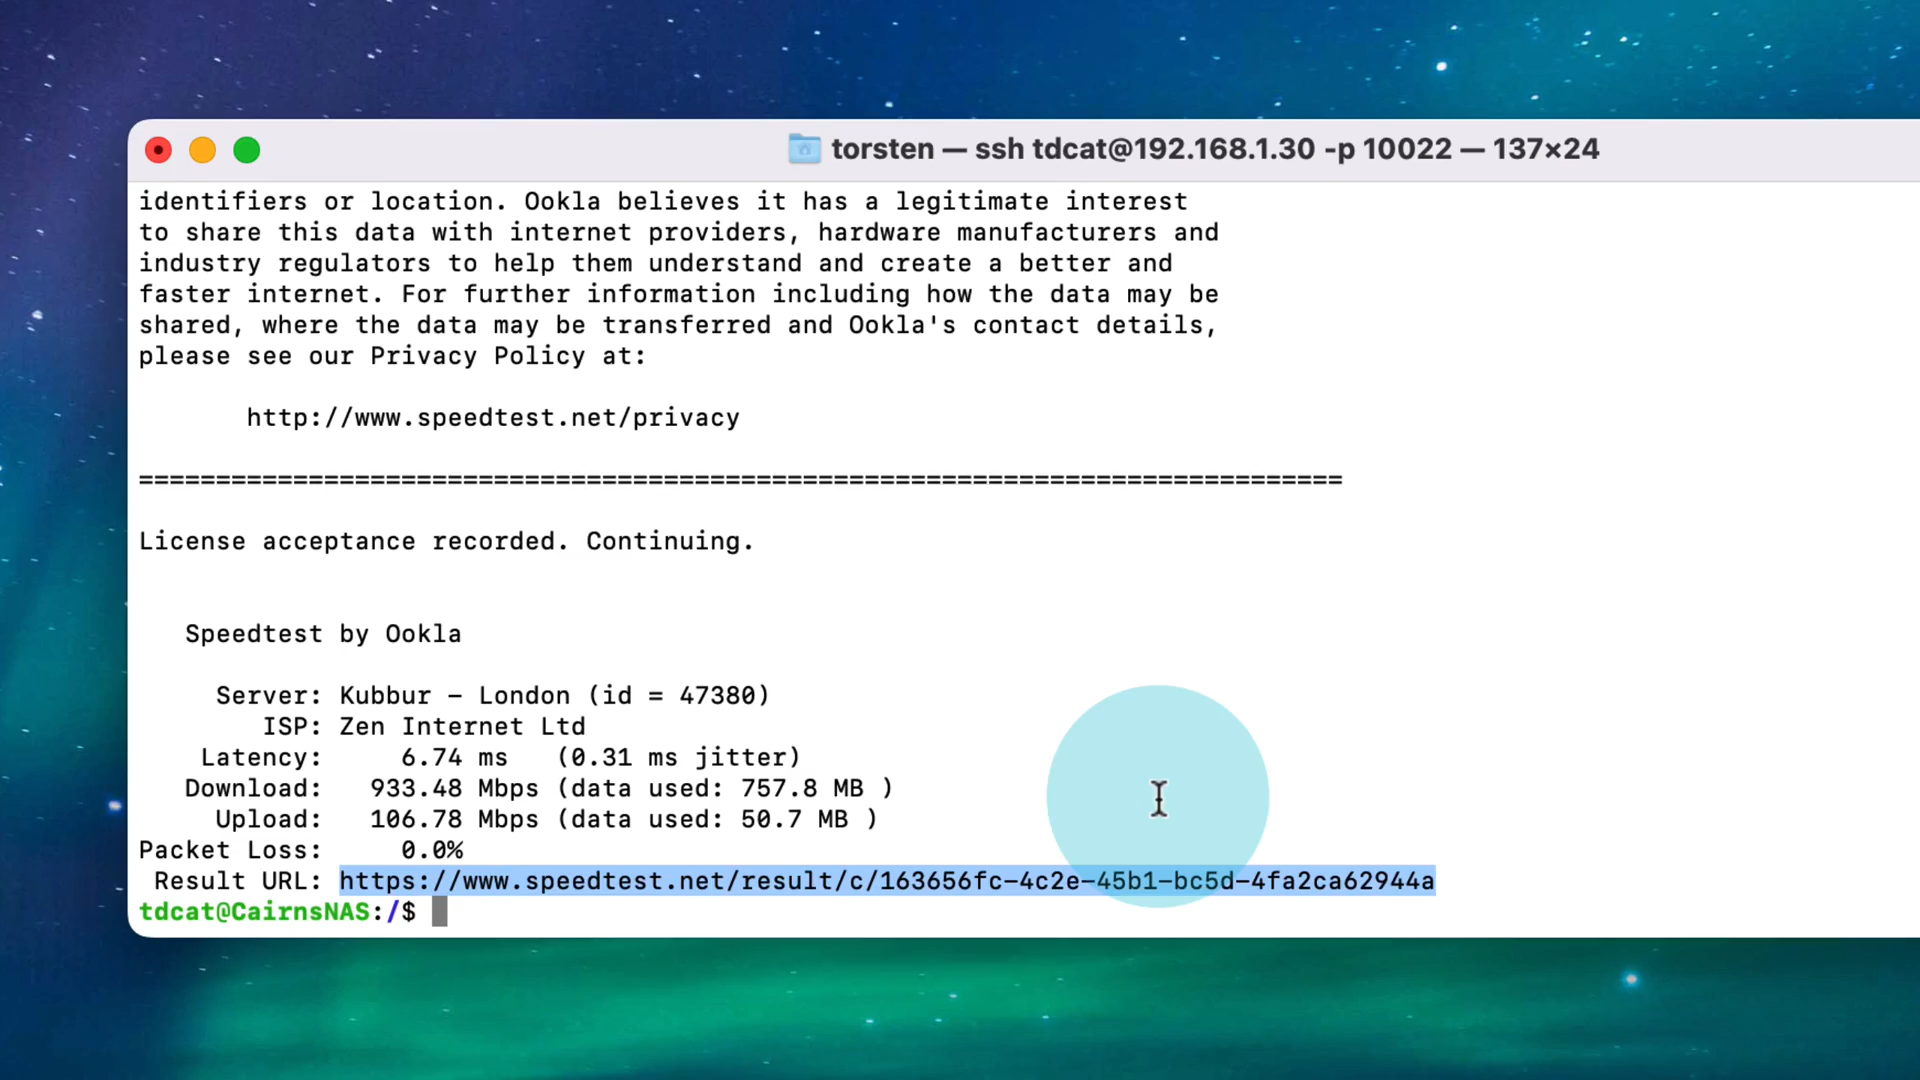 torsten — ssh tdcat@192.168.1.30 -p 10022 — 137×24
identifiers or location. Ookla believes it has a legitimate interest
to share this data with internet providers, hardware manufacturers and
industry regulators to help them understand and create a better and
faster internet. For further information including how the data may be
shared, where the data may be transferred and Ookla's contact details,
please see our Privacy Policy at:
http://www.speedtest.net/privacy
==============================================================================
License acceptance recorded. Continuing.
Speedtest by Ookla
Server: Kubbur - London (id = 47380)
ISP: Zen Internet Ltd
Latency: 6.74 ms (0.31 ms jitter)
Download: 933.48 Mbps (data used: 757.8 MB )
Upload: 106.78 Mbps (data used: 50.7 MB )
Packet Loss: 0.0%
Result URL: https://www.speedtest.net/result/c/163656fc-4c2e-45b1-bc5d-4fa2ca62944a
tdcat@CairnsNAS:/$